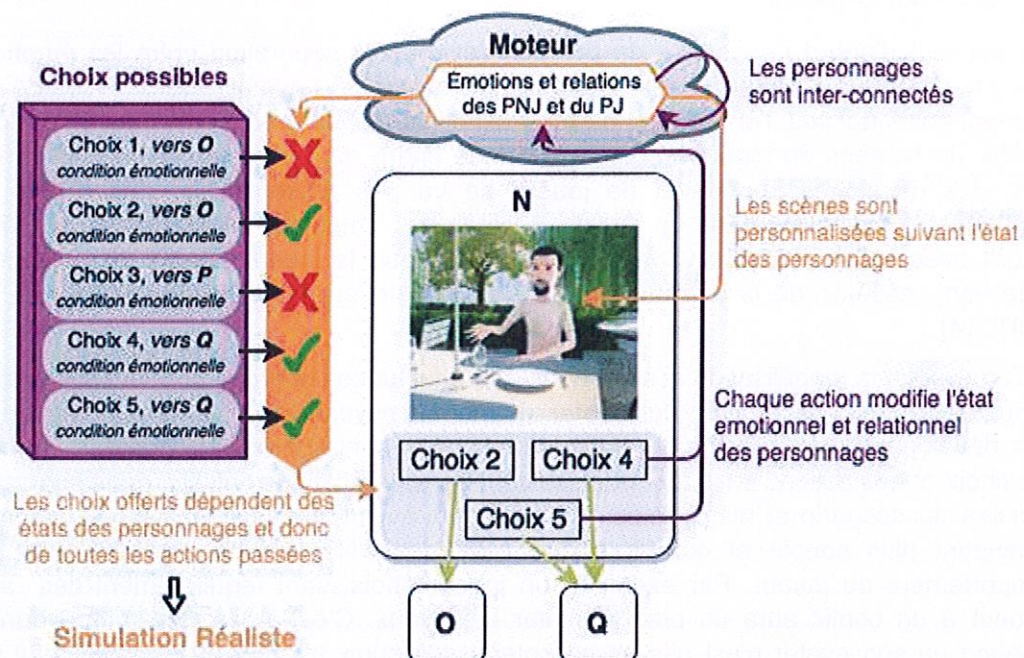 Moteur
Émotions et relations
des PNJ et du PJ
Les personnages
sont inter-connectés
Choix possibles
Choix 1, vers O
condition émotionnelle
Choix 2, vers O
condition émotionnelle
Choix 3, vers P
condition émotionnelle
Choix 4, vers Q
condition émotionnelle
Choix 5, vers Q
condition émotionnelle
N
Les scènes sont
personnalisées suivant l'état
des personnages
Chaque action modifie l'état
emotionnel et relationnel
des personnages
Choix 2
Choix 4
Choix 5
Les choix offerts dépendent des
états des personnages et donc
de toutes les actions passées
Simulation Réaliste
O
Q